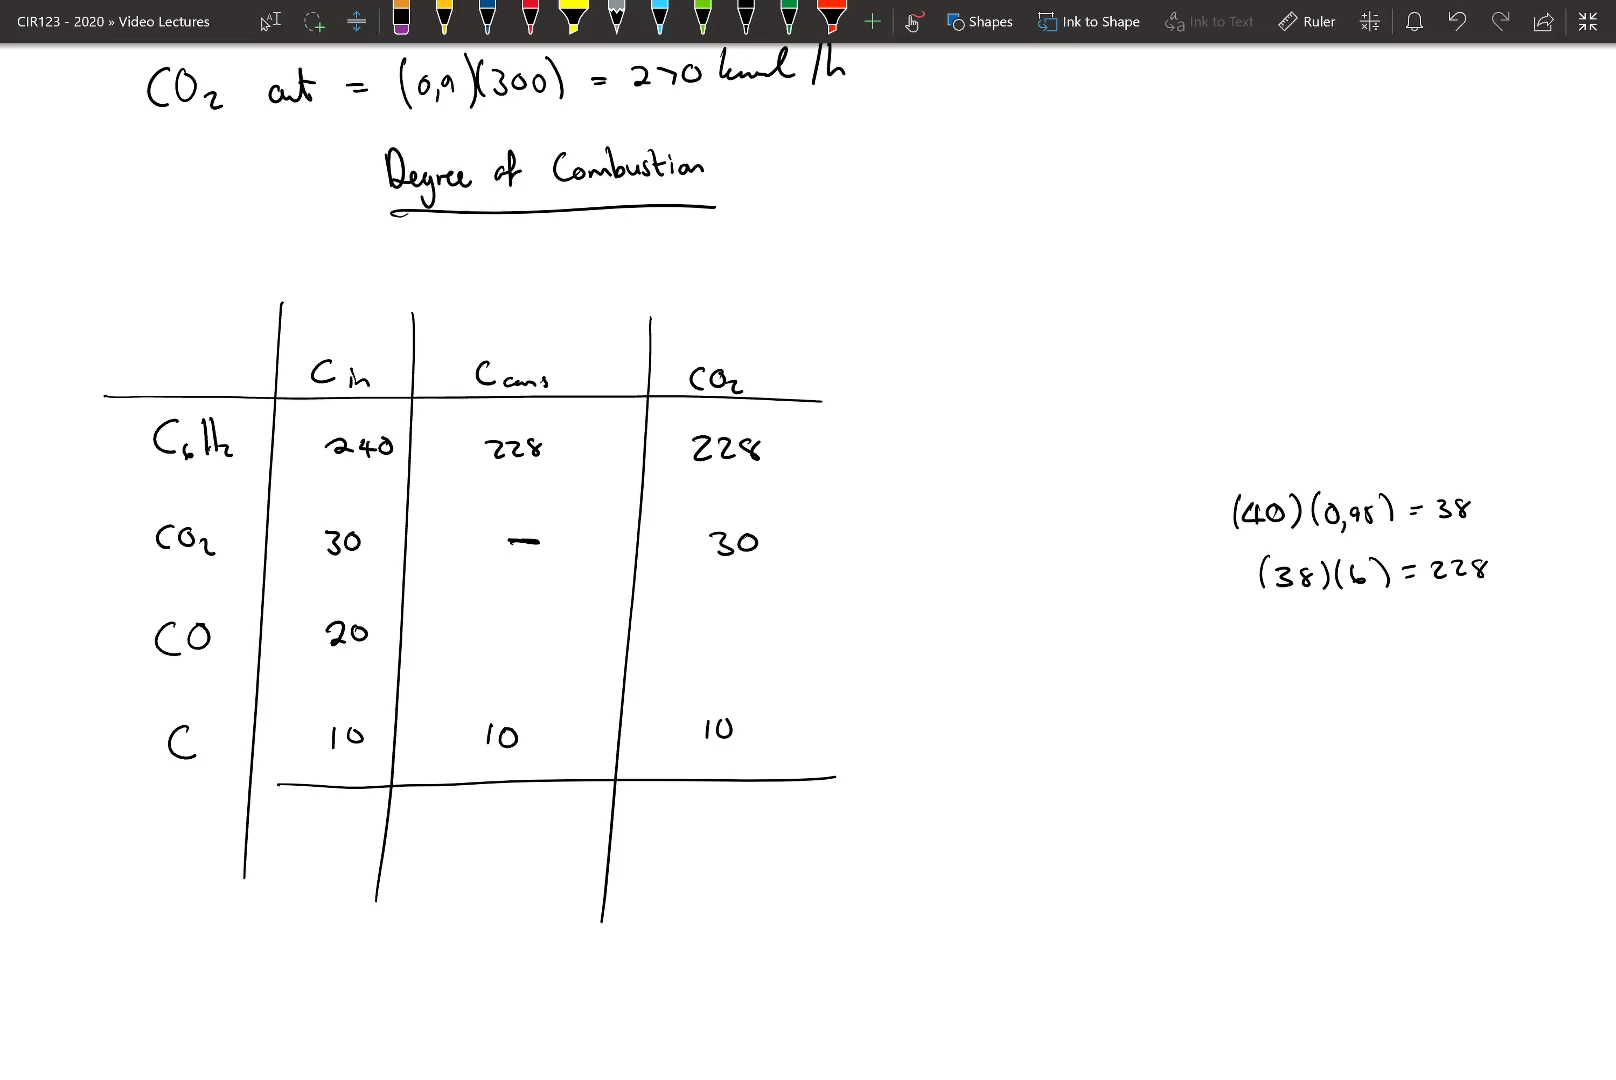 CIR123 - 2020 » Video Lectures Shapes Ink to Shape Ink to Text Ruler
CO₂ out = (0,9)(300) = 270 kmol/h
Degree of Combustion
C in C cons CO₂
C₆H₂ 240 228 228
CO₂ 30 - 30
(40)(0,95) = 38
(38)(6) = 228
CO 20
C 10 10 10